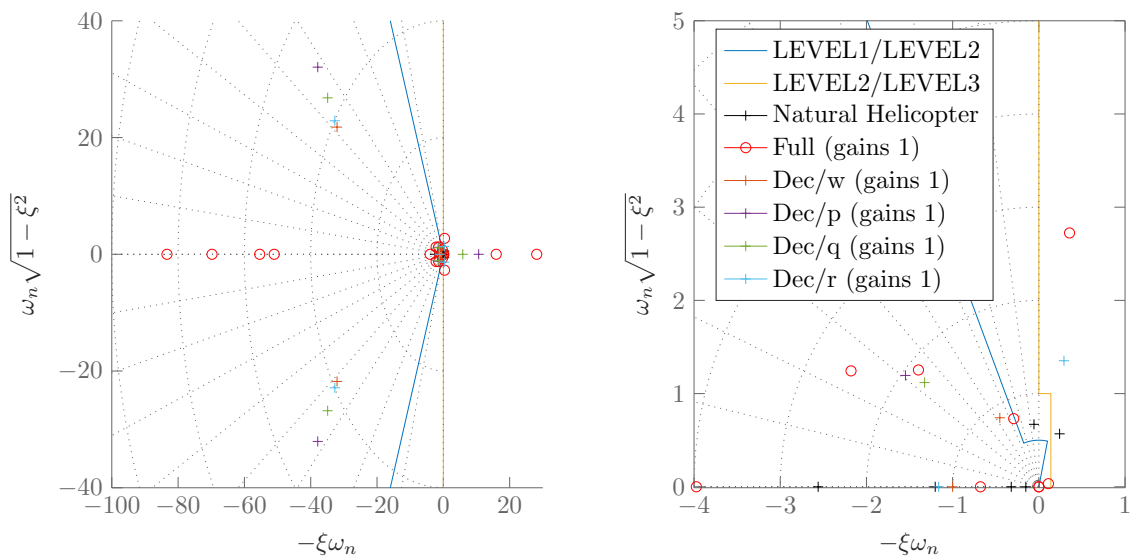 40
20
0
−20
−40
−100
−80
−60
−40
−20
0
20
−ξωₙ
ωₙ√1 − ξ²
5
4
3
2
1
0
−4
−3
−2
−1
0
1
−ξωₙ
ωₙ√1 − ξ²
LEVEL1/LEVEL2
LEVEL2/LEVEL3
Natural Helicopter
Full (gains 1)
Dec/w (gains 1)
Dec/p (gains 1)
Dec/q (gains 1)
Dec/r (gains 1)